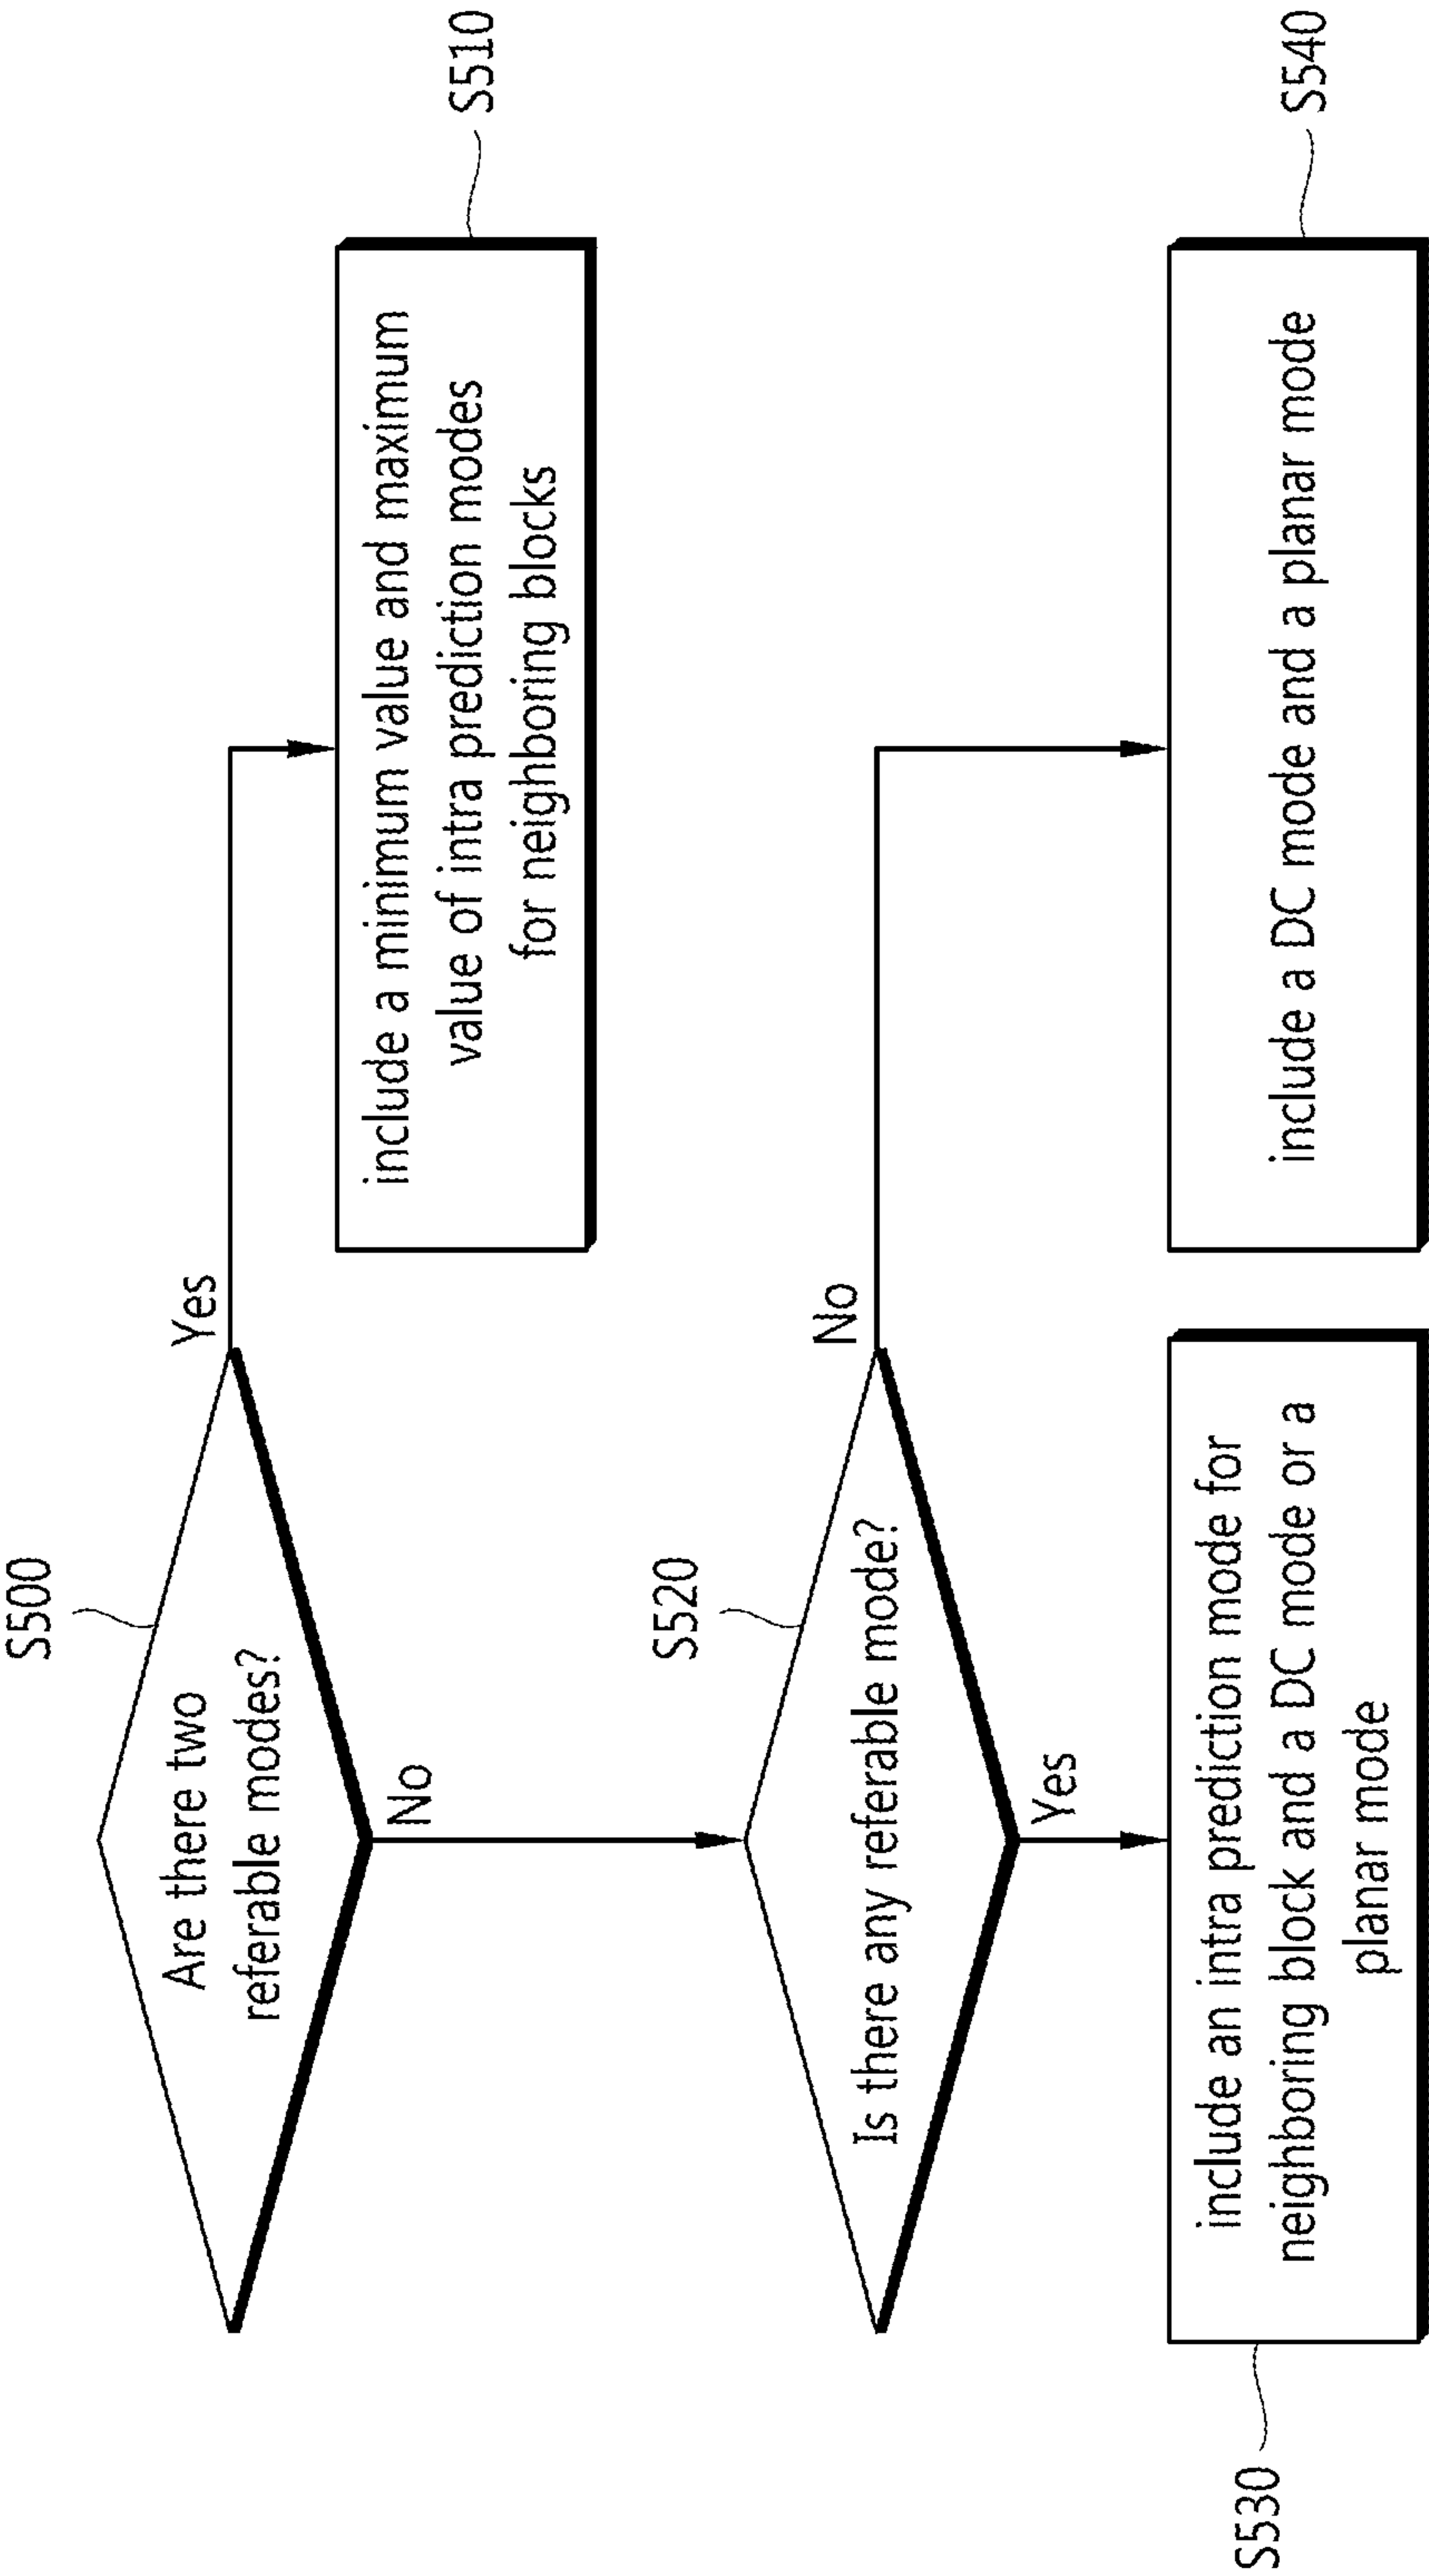 S500
Are there two
referable modes?
Yes
S510
include a minimum value and maximum
value of intra prediction modes
for neighboring blocks
No
S520
Is there any referable mode?
No
Yes
S530
include an intra prediction mode for
neighboring block and a DC mode or a
planar mode
S540
include a DC mode and a planar mode